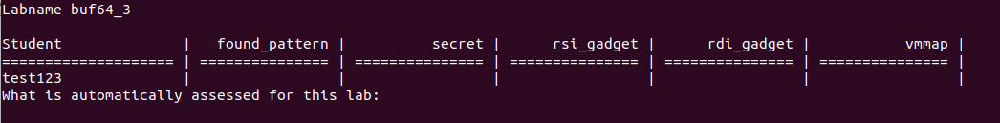 Labname buf64_3
Student | found_pattern | secret | rsi_gadget | rdi_gadget | vmmap |
==================== | =============== | =============== | =============== | =============== | =============== |
test123 | | | | | |
What is automatically assessed for this lab: